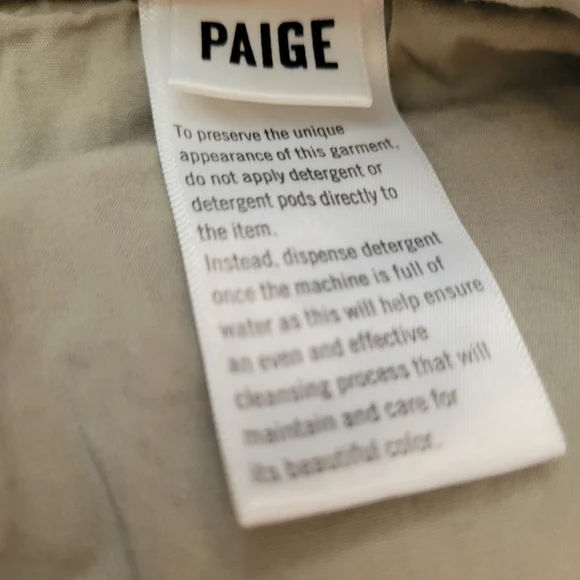 PAIGE
To preserve the unique
appearance of this garment,
do not apply detergent or
detergent pods directly to
the item.
Instead, dispense detergent
once the machine is full of
water as this will help ensure
an even and effective
cleansing process that will
maintain and care for
its beautiful color.